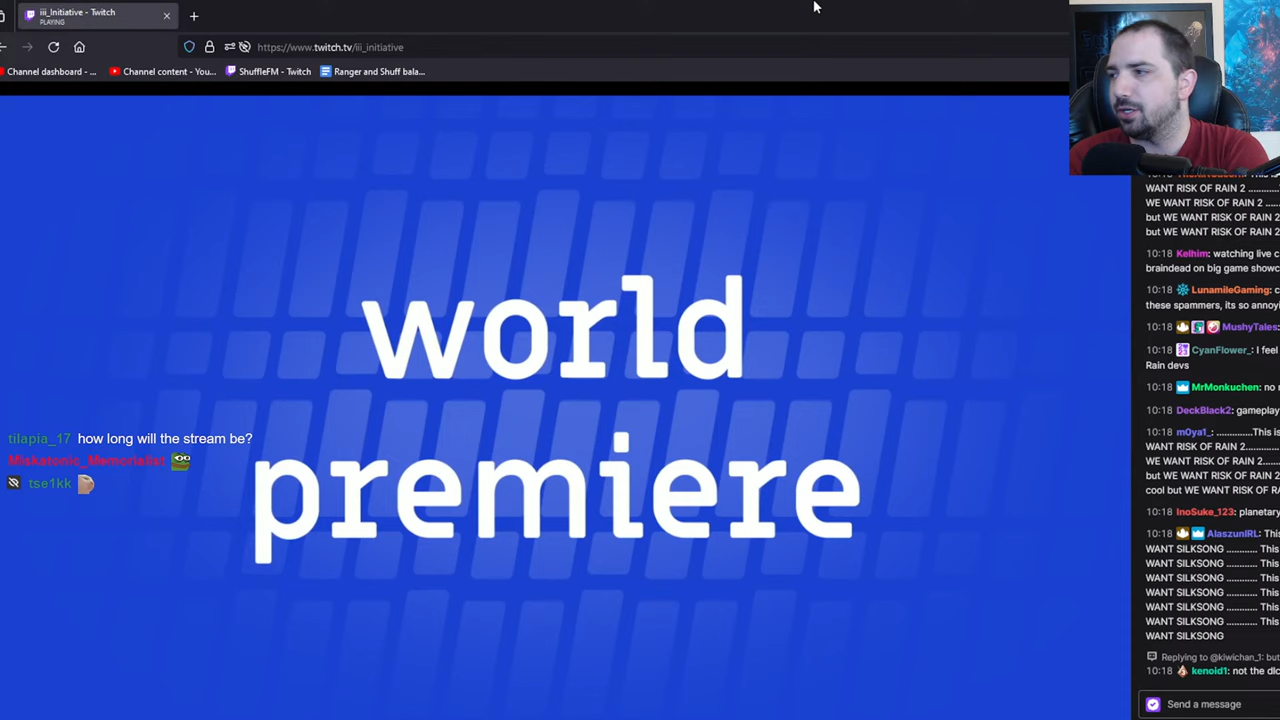 iii_Initiative - Twitch
PLAYING
https://www.twitch.tv/iii_initiative
Channel dashboard - ...
Channel content - You...
ShuffleFM - Twitch
Ranger and Shuff bala...
world
premiere
tilapia_17 how long will the stream be?
Miskatonic_Memorialist
tse1kk
10:18 This is
WANT RISK OF RAIN 2 ..............
WE WANT RISK OF RAIN 2 ......
but WE WANT RISK OF RAIN 2
but WE WANT RISK OF RAIN 2
10:18 Kelhim: watching live c
braindead on big game showc
10:18 LunamileGaming: c
these spammers, its so annoyi
10:18 MushyTales:
10:18 CyanFlower_: I feel
Rain devs
10:18 MrMonkuchen: no
10:18 DeckBlack2: gameplay
10:18 m0ya1_: ..............This is
WANT RISK OF RAIN 2..........
WE WANT RISK OF RAIN 2.....
but WE WANT RISK OF RAIN 2
cool but WE WANT RISK OF RAIN
10:18 InoSuke_123: planetary
10:18 AlaszunIRL: This
WANT SILKSONG ............ This
WANT SILKSONG ............ This
WANT SILKSONG ............ This
WANT SILKSONG ............ This
WANT SILKSONG ............ This
WANT SILKSONG ............ This
WANT SILKSONG
Replying to @kiwichan_1: but
10:18 kenoid1: not the dlc
Send a message